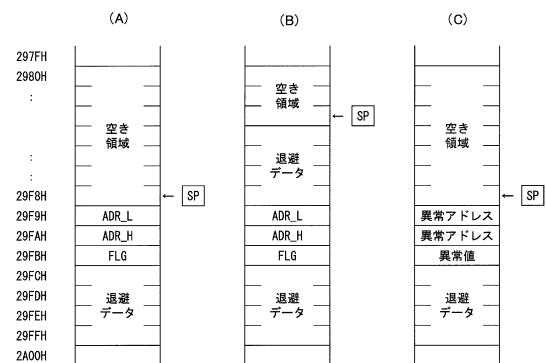 (A)
(B)
(C)
297FH
2980H
:
:
:
29F8H
29F9H
29FAH
29FBH
29FCH
29FDH
29FEH
29FFH
2A00H
空き
領域
← SP
ADR_L
ADR_H
FLG
退避
データ
空き
領域
← SP
退避
データ
ADR_L
ADR_H
FLG
退避
データ
空き
領域
← SP
異常アドレス
異常アドレス
異常値
退避
データ